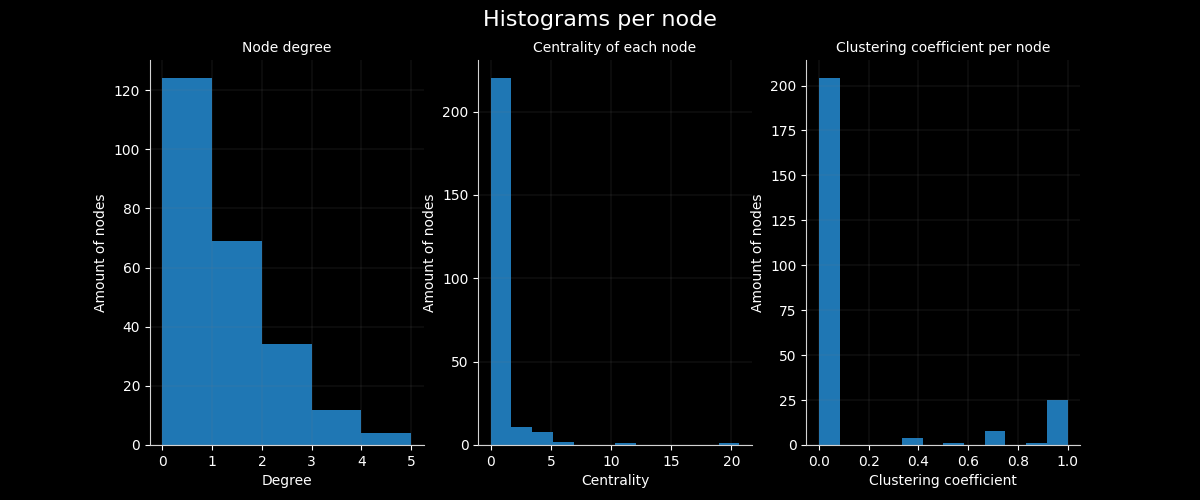 Histograms per node
Node degree
Amount of nodes
120
100
80
60
40
20
0
0 1 2 3 4 5
Degree
Centrality of each node
Amount of nodes
200
150
100
50
0
0 5 10 15 20
Centrality
Clustering coefficient per node
Amount of nodes
200
175
150
125
100
75
50
25
0
0.0 0.2 0.4 0.6 0.8 1.0
Clustering coefficient